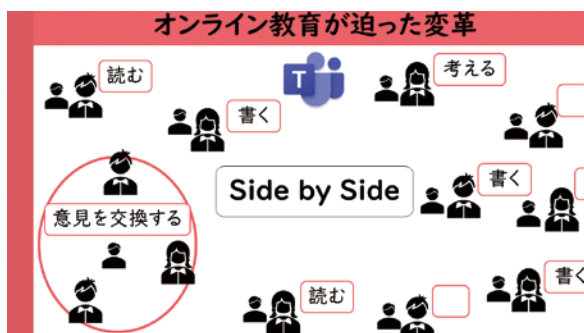 オンライン教育が迫った変革
読む
考える
T
書く
Side by Side
書く
意見を交換する
読む
書く